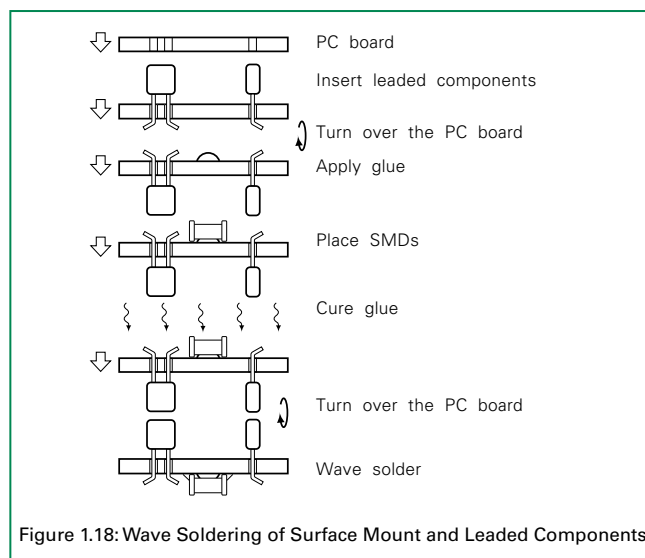 PC board
Insert leaded components
Turn over the PC board
Apply glue
Place SMDs
Cure glue
Turn over the PC board
Wave solder
Figure 1.18: Wave Soldering of Surface Mount and Leaded Components